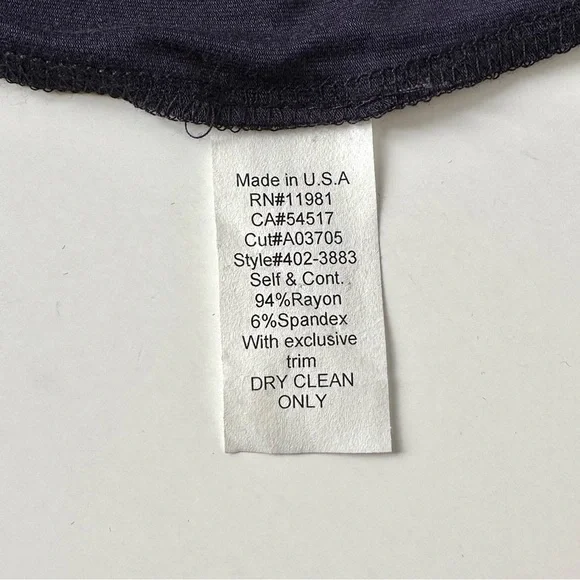 Made in U.S.A
RN#11981
CA#54517
Cut#A03705
Style#402-3883
Self & Cont.
94%Rayon
6%Spandex
With exclusive
trim
DRY CLEAN
ONLY